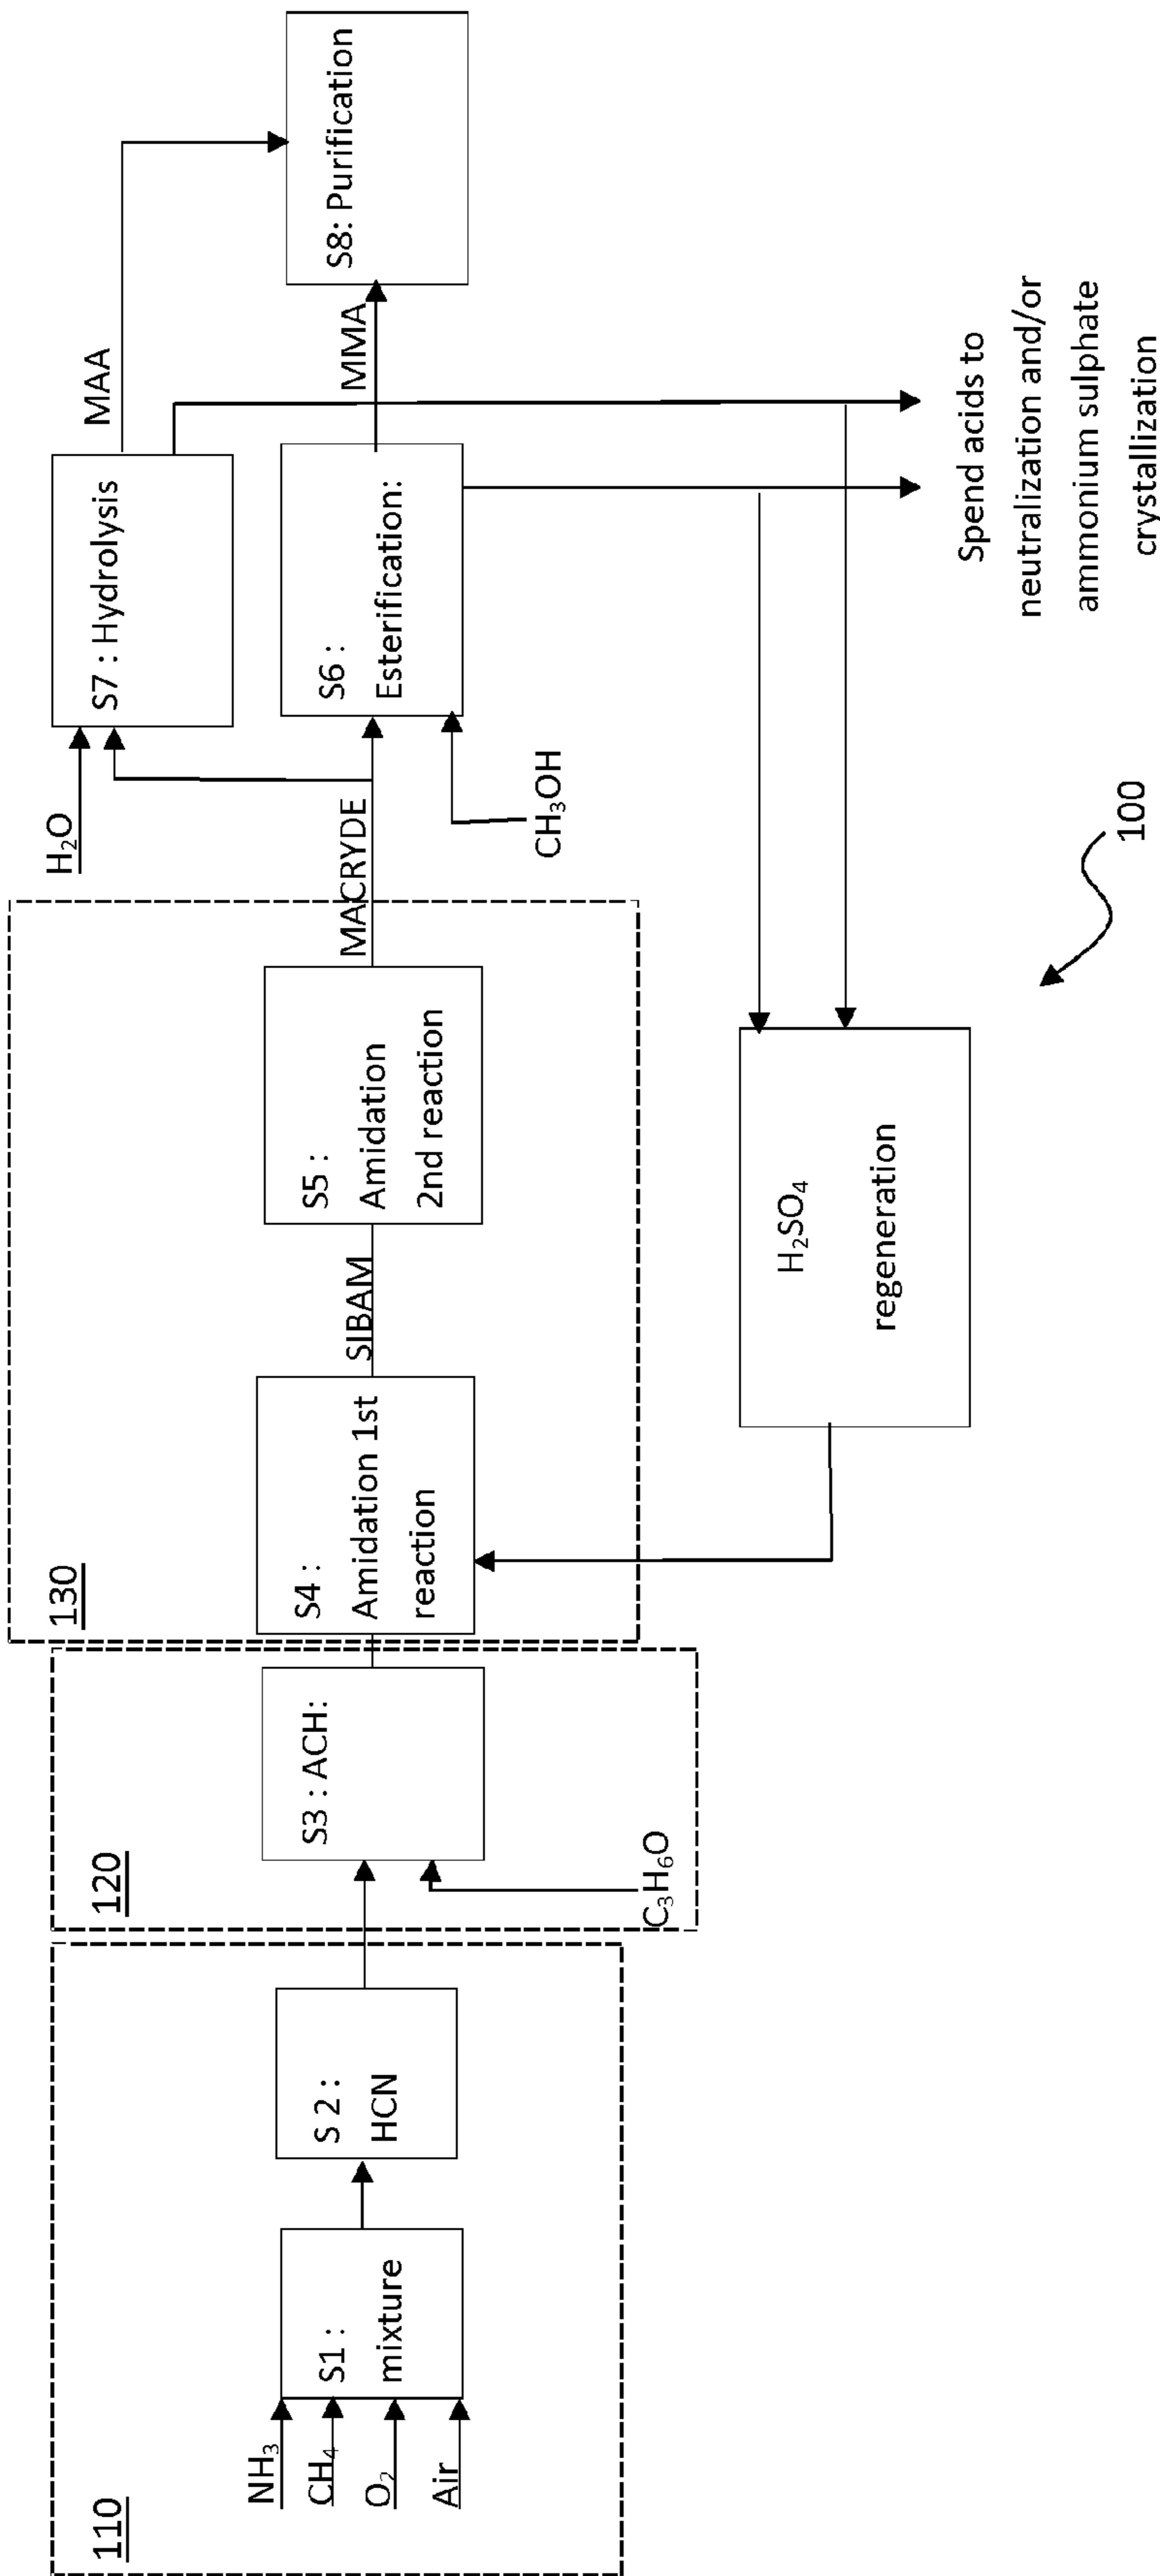 110
NH₃
CH₄
O₂
Air
S1 :
mixture
S 2 :
HCN
120
S3 : ACH:
C₃H₆O
130
S4 :
Amidation 1st
reaction
SIBAM
S5 :
Amidation
2nd reaction
MACRYDE
H₂O
S7 : Hydrolysis
MAA
CH₃OH
S6 :
Esterification:
MMA
S8: Purification
H₂SO₄
regeneration
100
Spend acids to
neutralization and/or
ammonium sulphate
crystallization